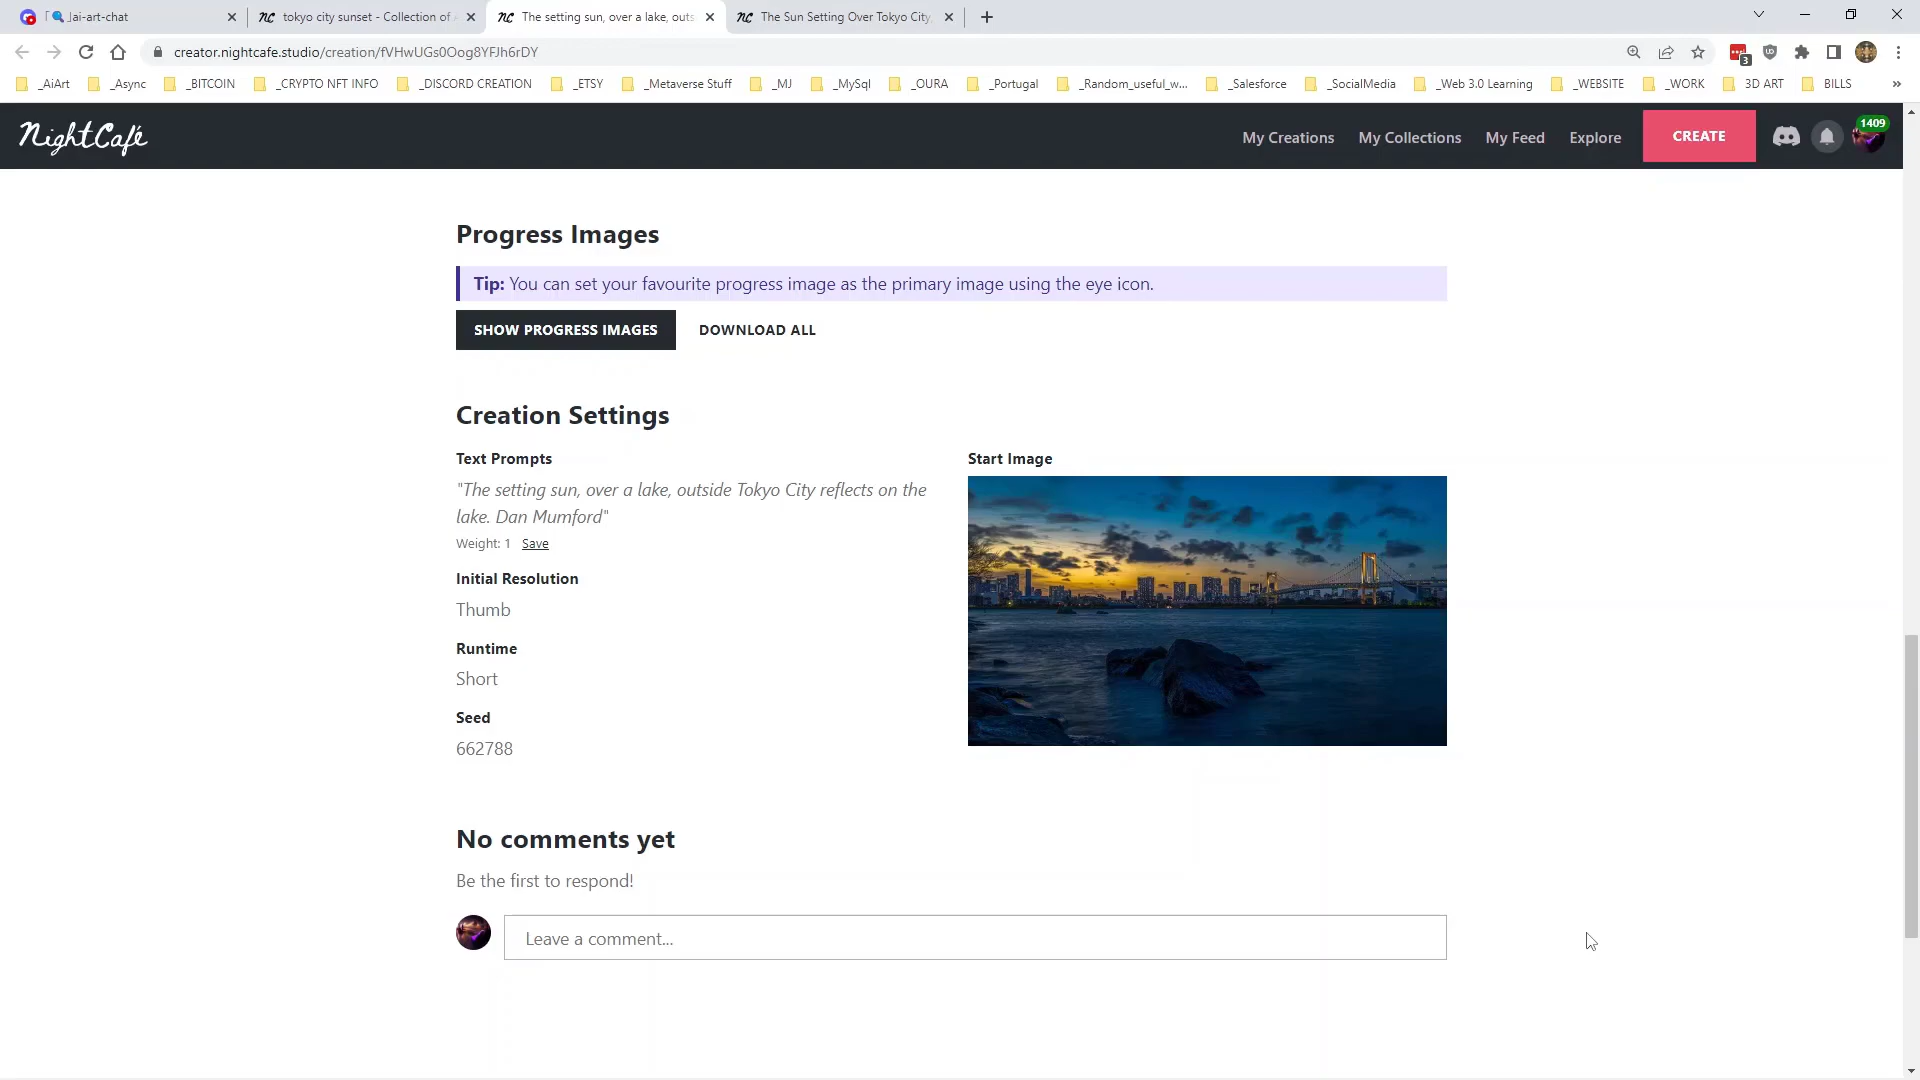 「🔍」ai-art-chat
tokyo city sunset - Collection of
The setting sun, over a lake, outs
The Sun Setting Over Tokyo City,
creator.nightcafe.studio/creation/fVHwUGs0Oog8YFJh6rDY
3
_AiArt
_Async
_BITCOIN
_CRYPTO NFT INFO
_DISCORD CREATION
_ETSY
_Metaverse Stuff
_MJ
_MySql
_OURA
_Portugal
_Random_useful_w...
_Salesforce
_SocialMedia
_Web 3.0 Learning
_WEBSITE
_WORK
3D ART
BILLS
»
NightCafé
My Creations
My Collections
My Feed
Explore
CREATE
1409
Progress Images
Tip: You can set your favourite progress image as the primary image using the eye icon.
SHOW PROGRESS IMAGES
DOWNLOAD ALL
Creation Settings
Text Prompts
"The setting sun, over a lake, outside Tokyo City reflects on the
lake. Dan Mumford"
Weight: 1 Save
Initial Resolution
Thumb
Runtime
Short
Seed
662788
Start Image
No comments yet
Be the first to respond!
Leave a comment...